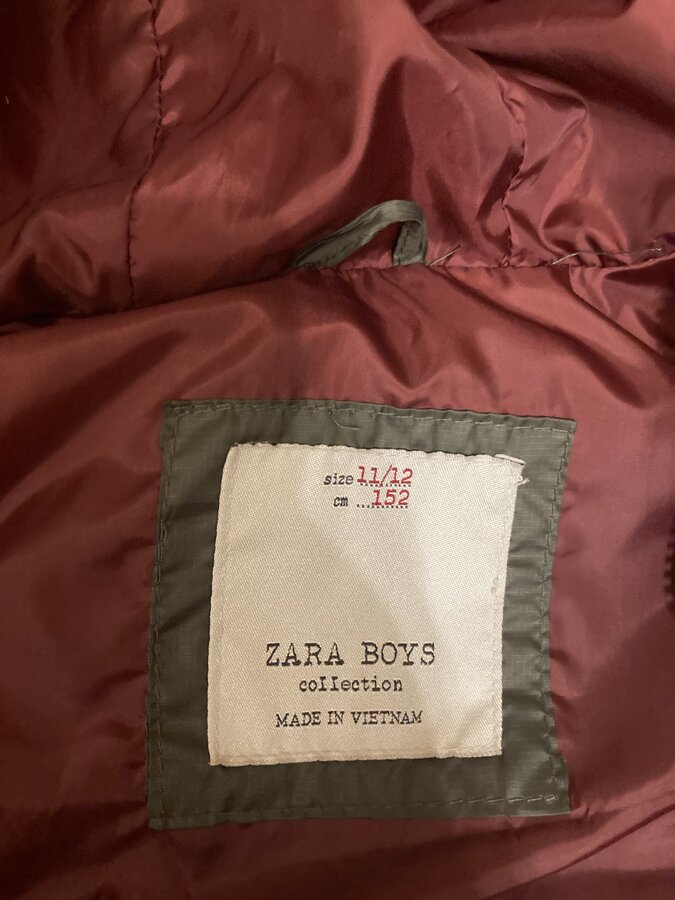 size 11/12
cm 152
ZARA BOYS
collection
MADE IN VIETNAM